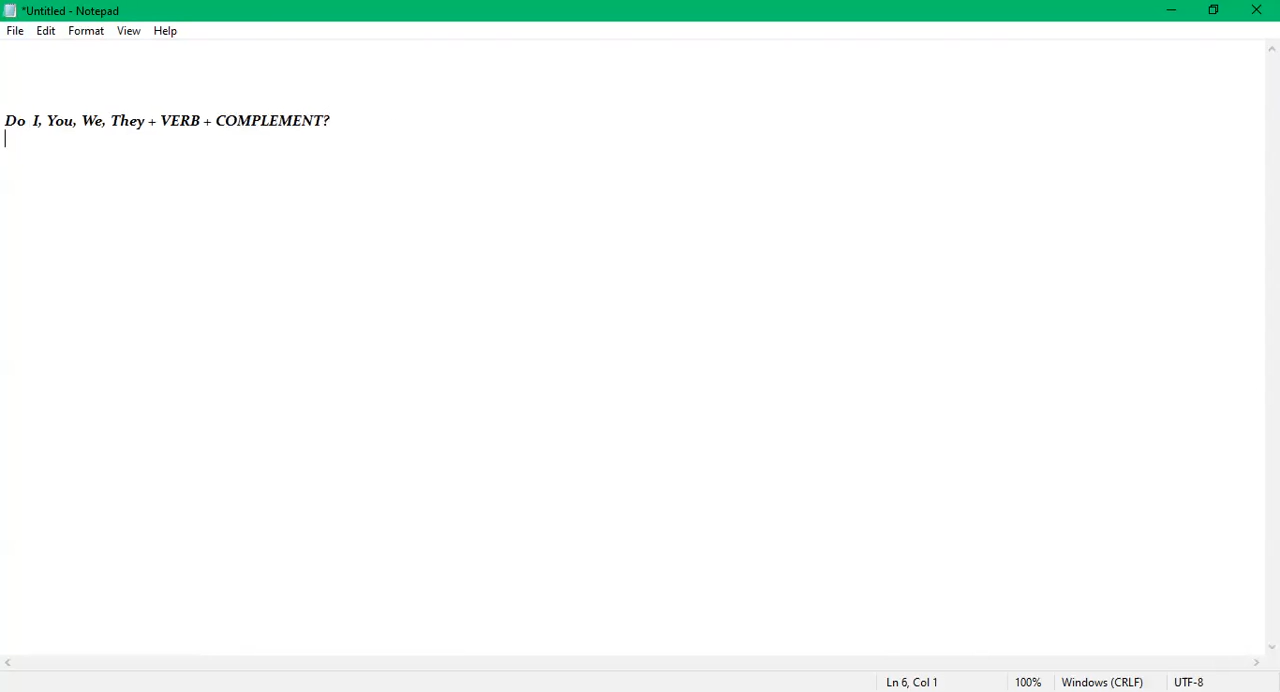 *Untitled - Notepad
File Edit Format View Help
Do  I, You, We, They + VERB + COMPLEMENT?
Ln 6, Col 1 100% Windows (CRLF) UTF-8